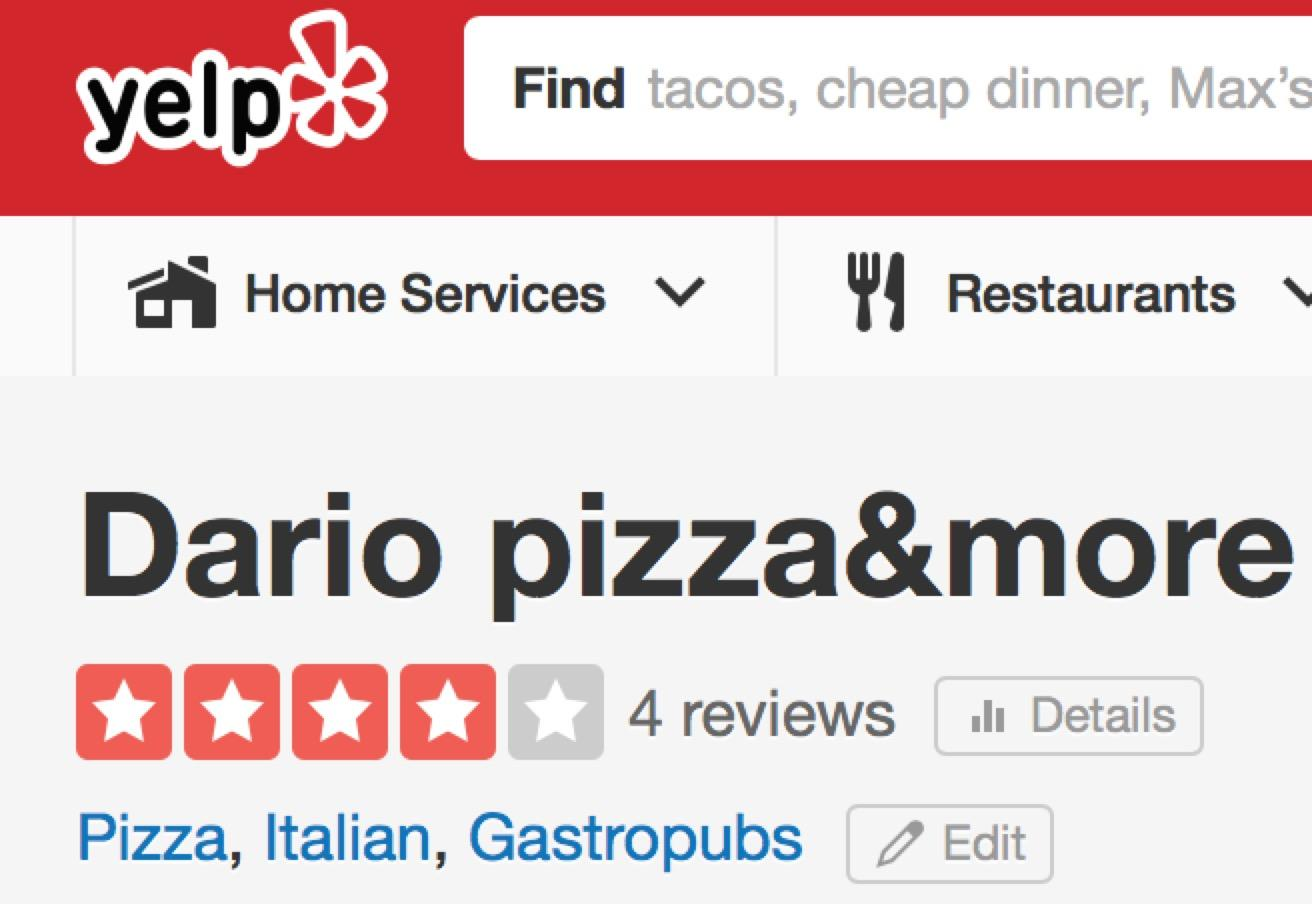 yelp
Find tacos, cheap dinner, Max's
Home Services
Restaurants
Dario pizza&more
4 reviews Details
Pizza, Italian, Gastropubs Edit